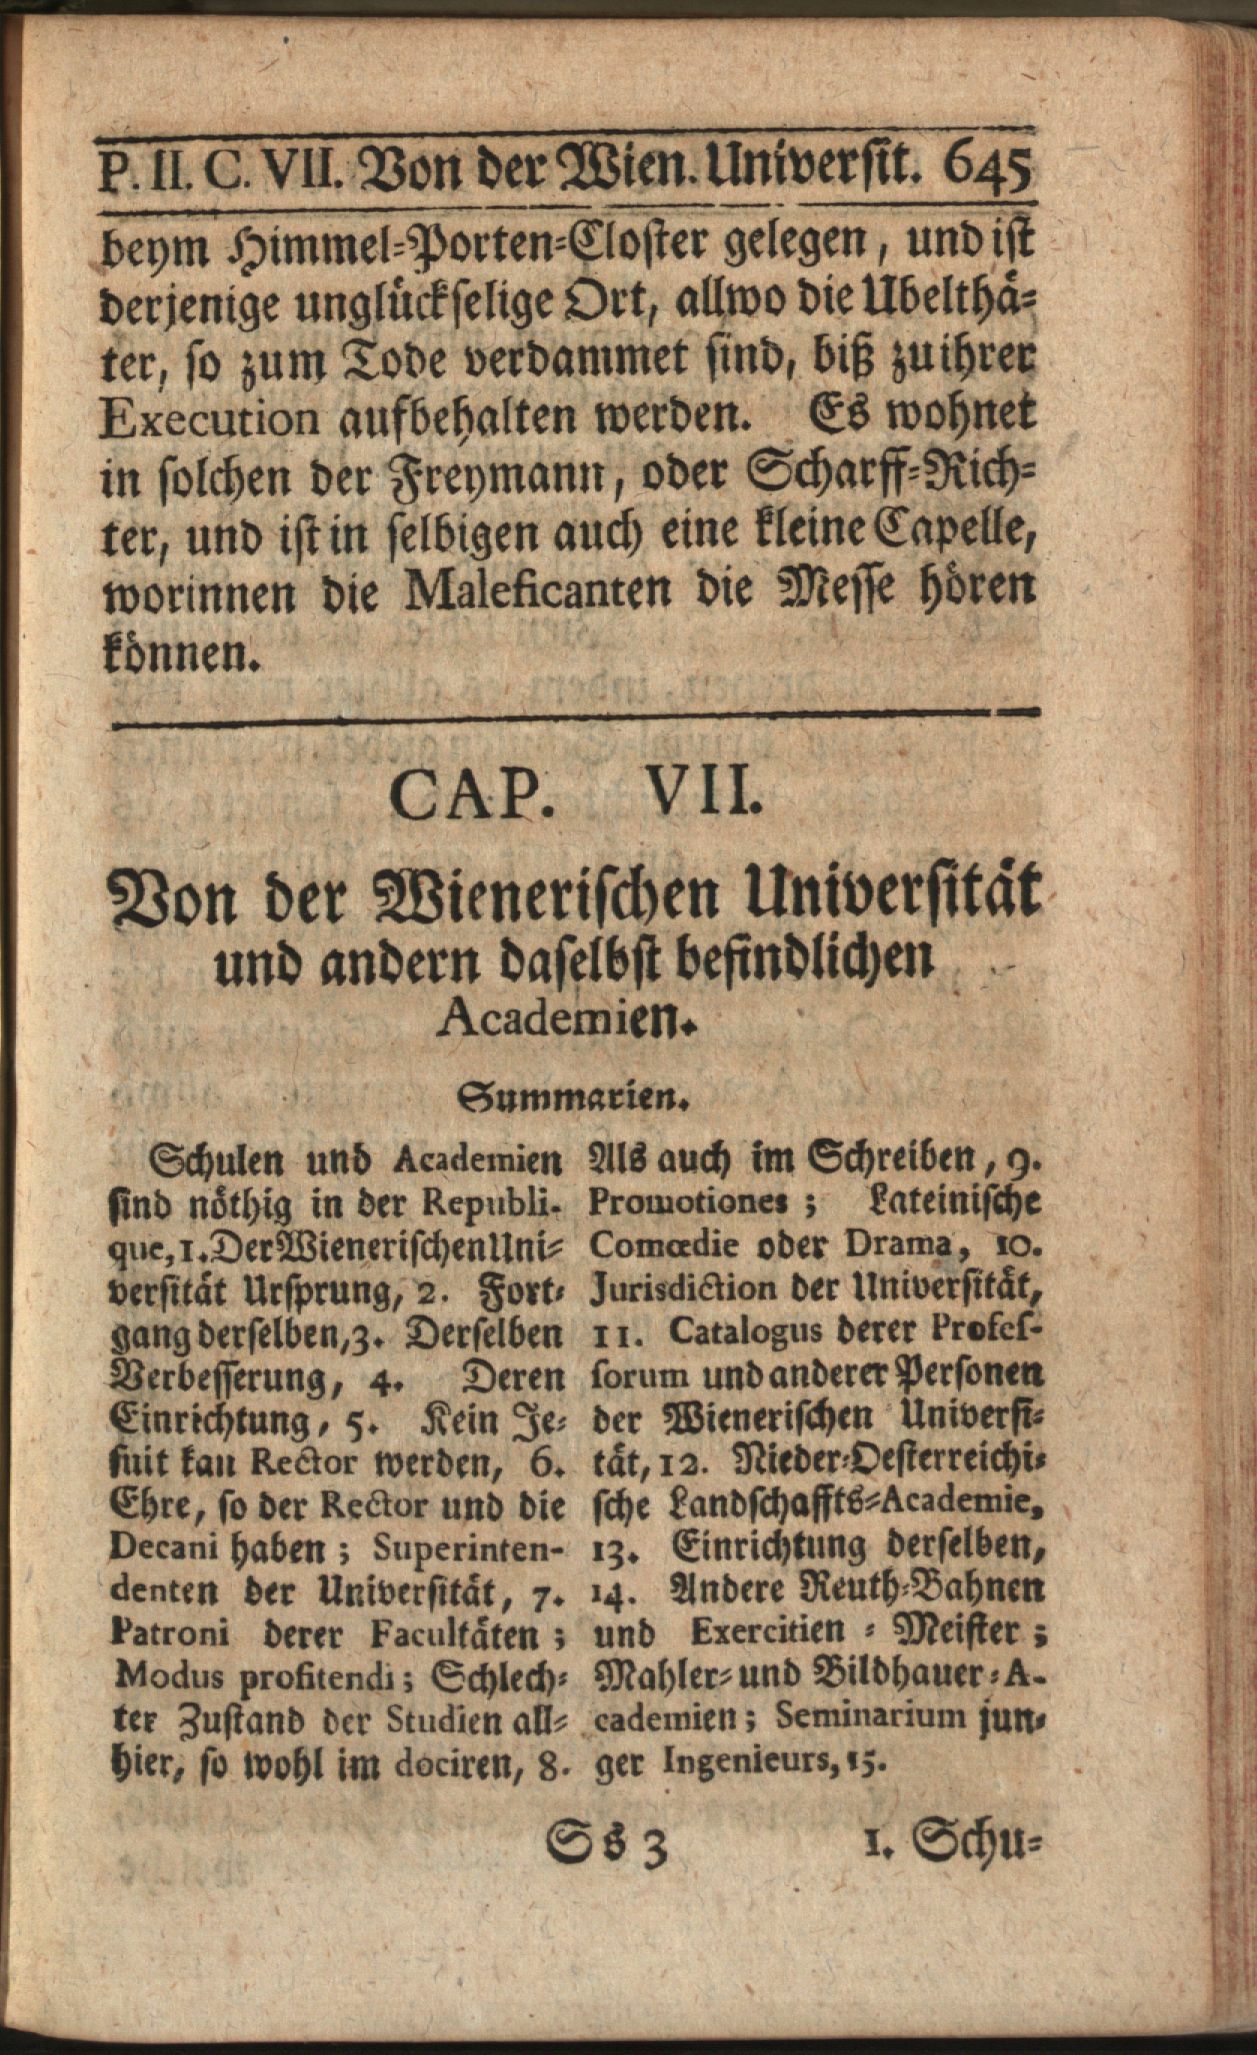 P. II. C. VII. Von der Wien. Universit. 645
beym Himmel-Porten-Closter gelegen, und ist
derjenige unglückselige Ort, allwo die Ubelthä-
ter, so zum Tode verdammet sind, biß zu ihrer
Execution aufbehalten werden. Es wohnet
in solchen der Freymann, oder Scharff-Rich-
ter, und ist in selbigen auch eine kleine Capelle,
worinnen die Maleficanten die Messe hören
können.
CAP. VII.
Von der Wienerischen Universität
und andern daselbst befindlichen
Academien.
Summarien.
Schulen und Academien
sind nöthig in der Republi-
que, 1. Der Wienerischen Uni-
versität Ursprung, 2. Fort-
gang derselben, 3. Derselben
Verbesserung, 4. Deren
Einrichtung, 5. Kein Je-
suit kan Rector werden, 6.
Ehre, so der Rector und die
Decani haben; Superinten-
denten der Universität, 7.
Patroni derer Facultäten;
Modus profitendi; Schlech-
ter Zustand der Studien all-
hier, so wohl im dociren, 8.
Als auch im Schreiben, 9.
Promotiones; Lateinische
Comœdie oder Drama, 10.
Jurisdiction der Universität,
11. Catalogus derer Profes-
sorum und anderer Personen
der Wienerischen Universi-
tät, 12. Nieder-Oesterreichi-
sche Landschaffts-Academie,
13. Einrichtung derselben,
14. Andere Reuth-Bahnen
und Exercitien-Meister;
Mahler- und Bildhauer-A-
cademien; Seminarium jun-
ger Ingenieurs, 15.
Ss 3
1. Schu-